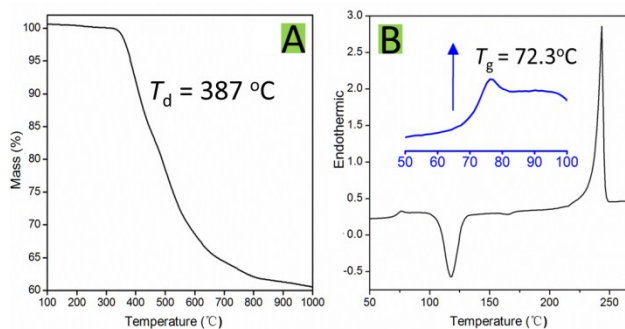 A
T_d = 387 °C
100
95
90
85
80
75
70
65
60
Mass (%)
100 200 300 400 500 600 700 800 900 1000
Temperature (℃)
B
T_g = 72.3°C
3.0
2.5
2.0
1.5
1.0
0.5
0.0
-0.5
Endothermic
50 60 70 80 90 100
50 100 150 200 250
Temperature (℃)